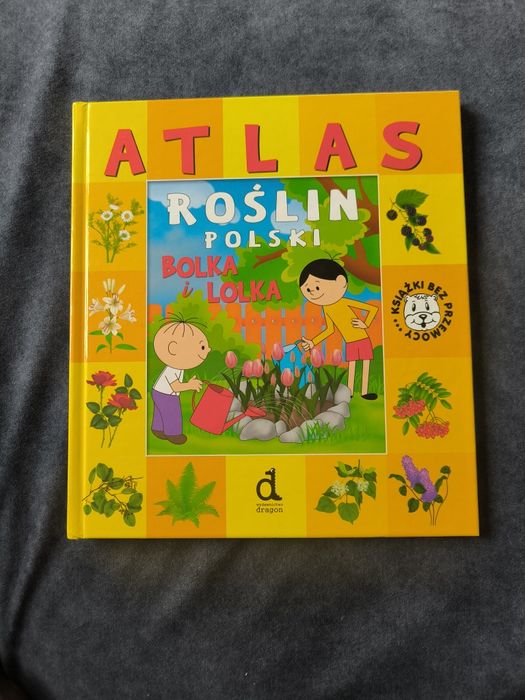 ATLAS
ROŚLIN
POLSKI
BOLKA
i LOLKA
KSIĄŻKI BEZ PRZEMOCY...
d
wydawnictwo
dragon